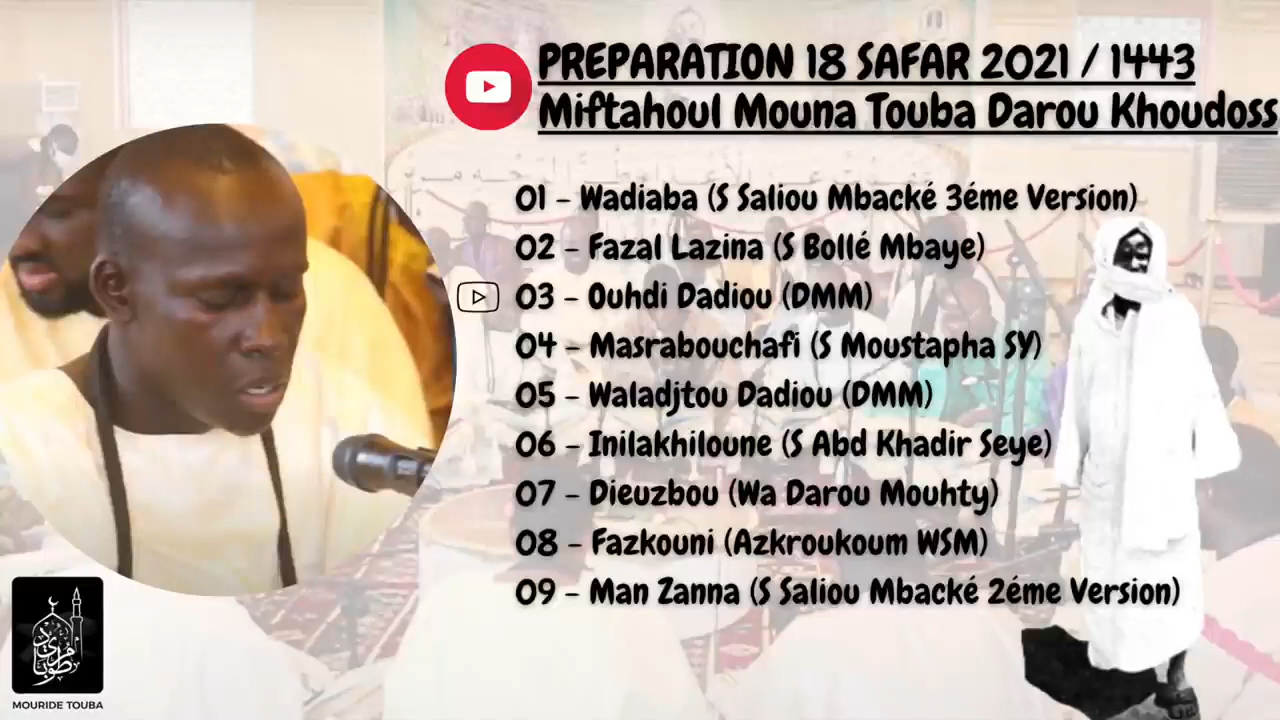 PREPARATION 18 SAFAR 2021 / 1443
Miftahoul Mouna Touba Darou Khoudoss
01 - Wadiaba (S Saliou Mbacké 3éme Version)
02 - Fazal Lazina (S Bollé Mbaye)
03 - Ouhdi Dadiou (DMM)
04 - Masrabouchafi (S Moustapha SY)
05 - Waladjtou Dadiou (DMM)
06 - Inilakhiloune (S Abd Khadir Seye)
07 - Dieuzbou (Wa Darou Mouhty)
08 - Fazkouni (Azkroukoum WSM)
09 - Man Zanna (S Saliou Mbacké 2éme Version)
MOURIDE TOUBA